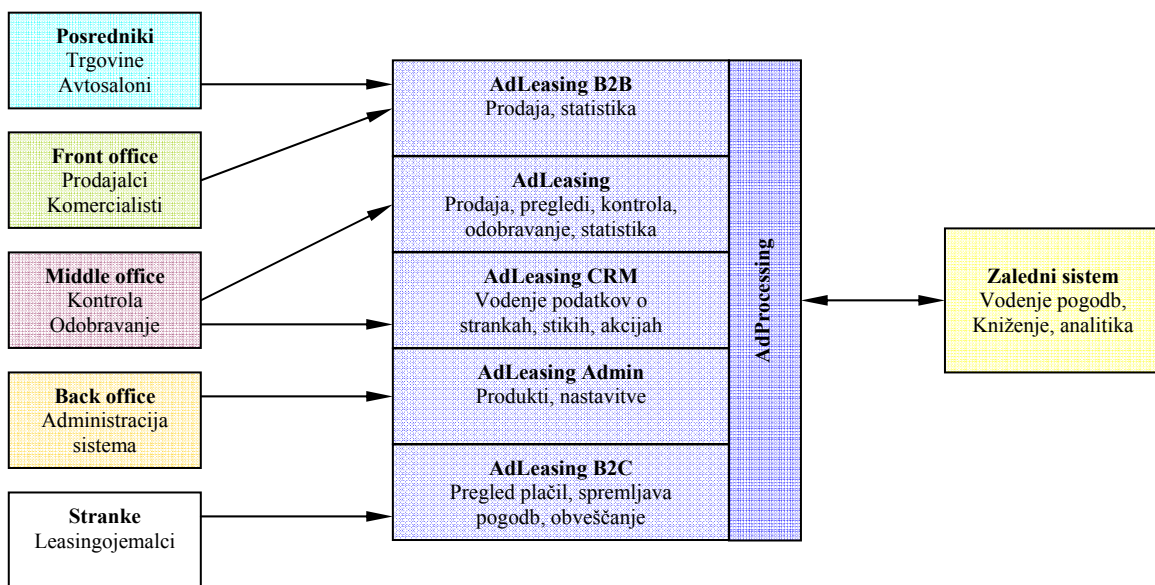 Posredniki
Trgovine
Avtosaloni
Front office
Prodajalci
Komercialisti
Middle office
Kontrola
Odobravanje
Back office
Administracija
sistema
Stranke
Leasingojemalci
AdLeasing B2B
Prodaja, statistika
AdLeasing
Prodaja, pregledi, kontrola,
odobravanje, statistika
AdLeasing CRM
Vodenje podatkov o
strankah, stikih, akcijah
AdLeasing Admin
Produkti, nastavitve
AdLeasing B2C
Pregled plačil, spremljava
pogodb, obveščanje
AdProcessing
Zaledni sistem
Vodenje pogodb,
Kniženje, analitika